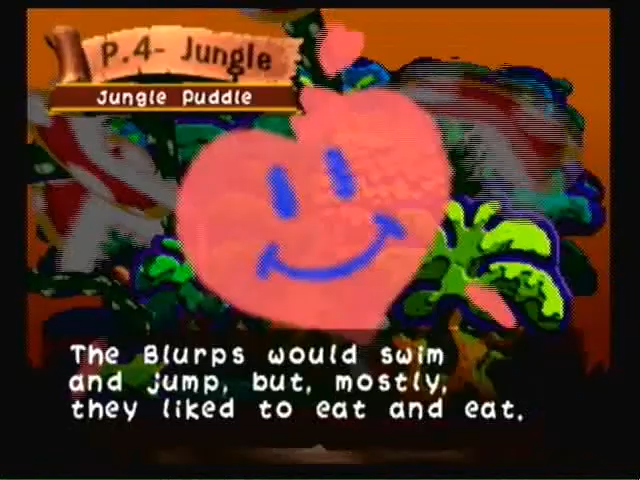 P.4- Jungle
Jungle Puddle
The Blurps would swim
and jump, but, mostly,
they liked to eat and eat.